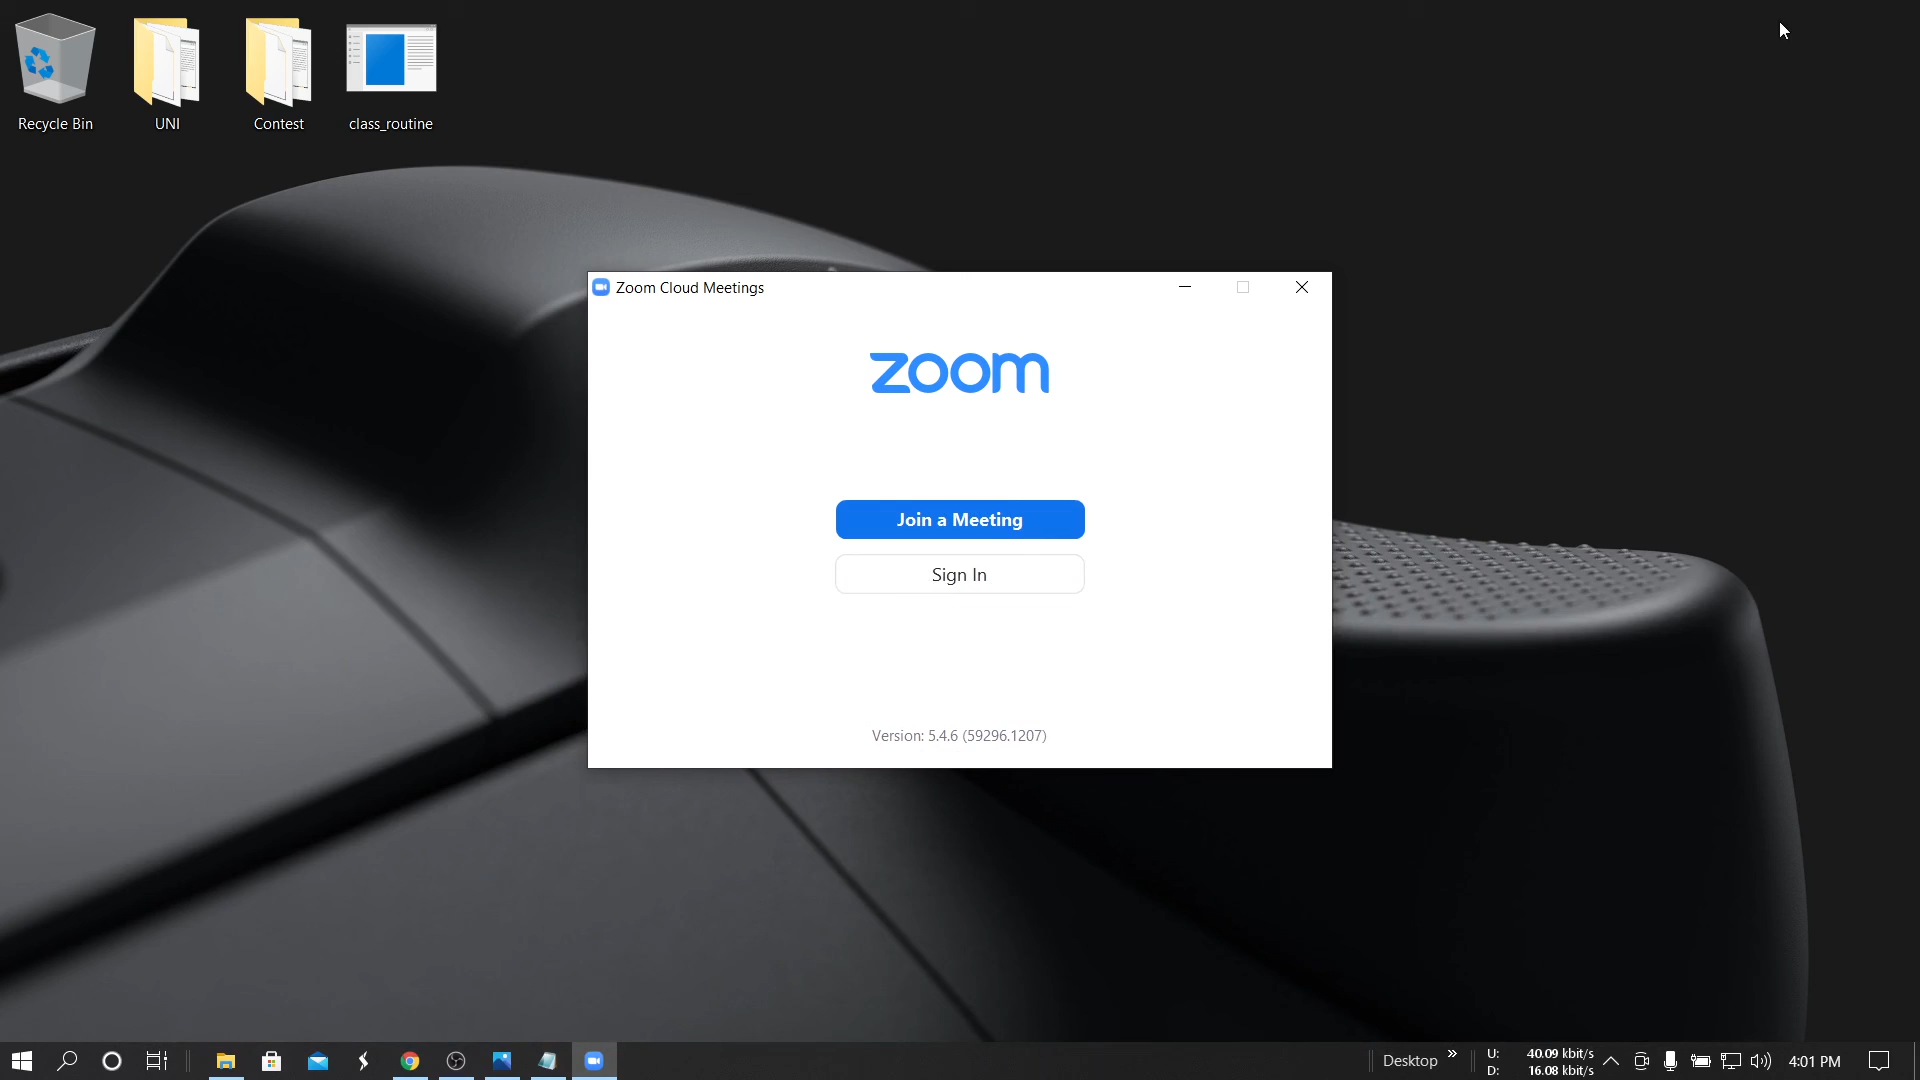 Recycle Bin
UNI
Contest
class_routine
Zoom Cloud Meetings
zoom
Join a Meeting
Sign In
Version: 5.4.6 (59296.1207)
Desktop
U: 40.09 kbit/s
D: 16.08 kbit/s
4:01 PM